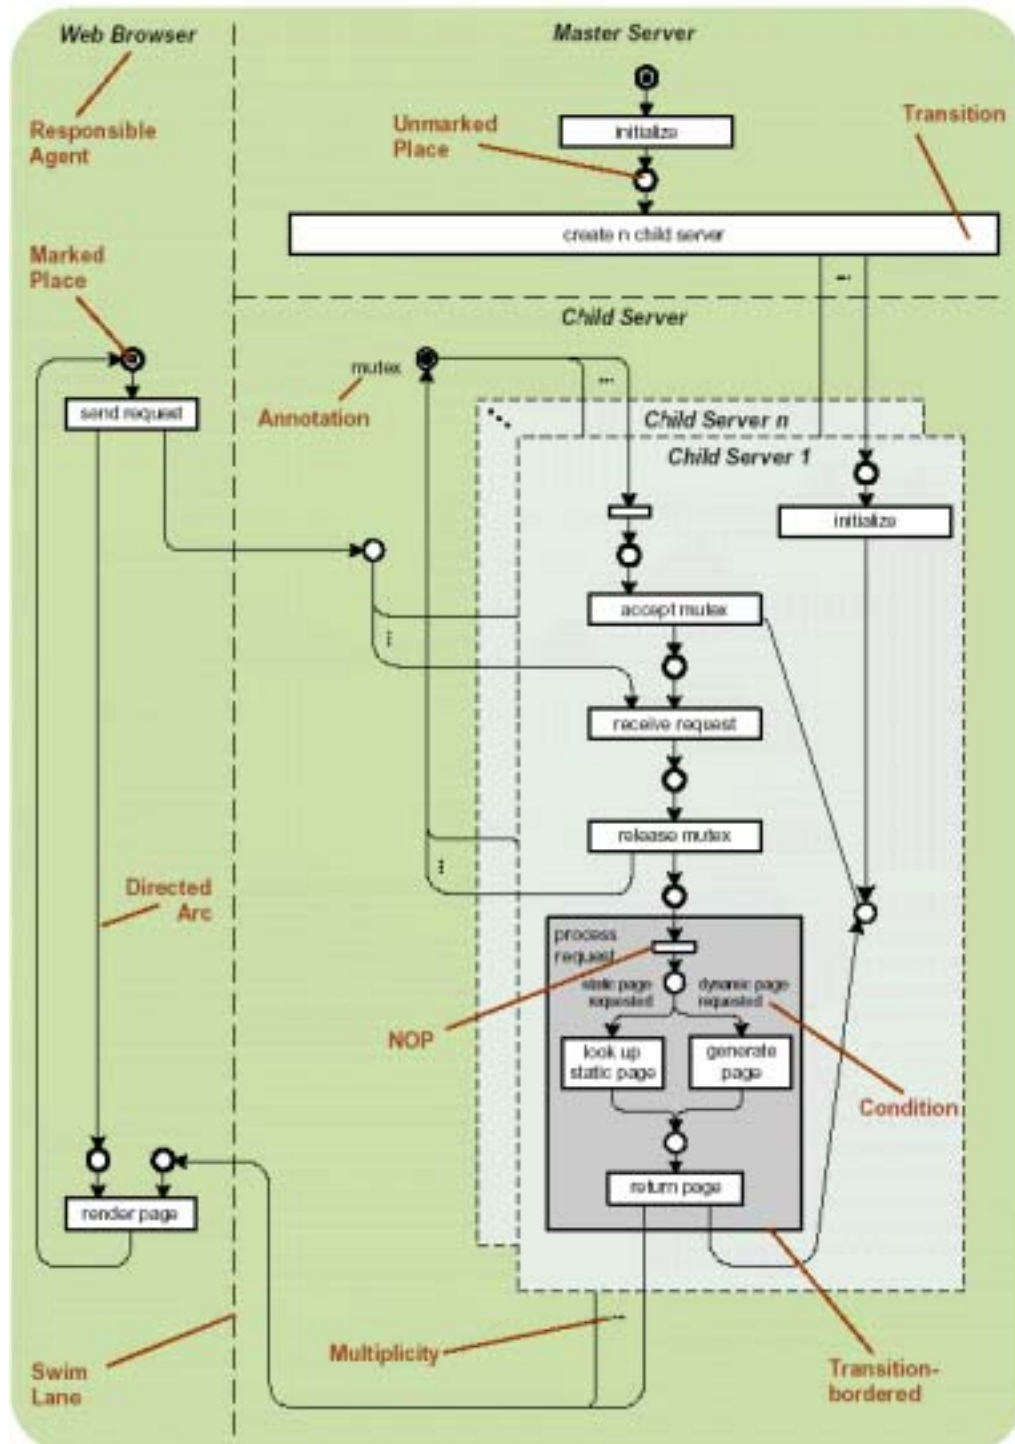 Web Browser
Master Server
Responsible
Agent
Unmarked
Place
Transition
initialize
create n child server
Marked
Place
...
Child Server
mutex
...
Annotation
send request
Child Server n
Child Server 1
initialize
accept mutex
...
receive request
release mutex
...
Directed
Arc
process
request
static page
requested
dynamic page
requested
NOP
look up
static page
generate
page
Condition
return page
render page
Multiplicity
...
Swim
Lane
Transition-
bordered